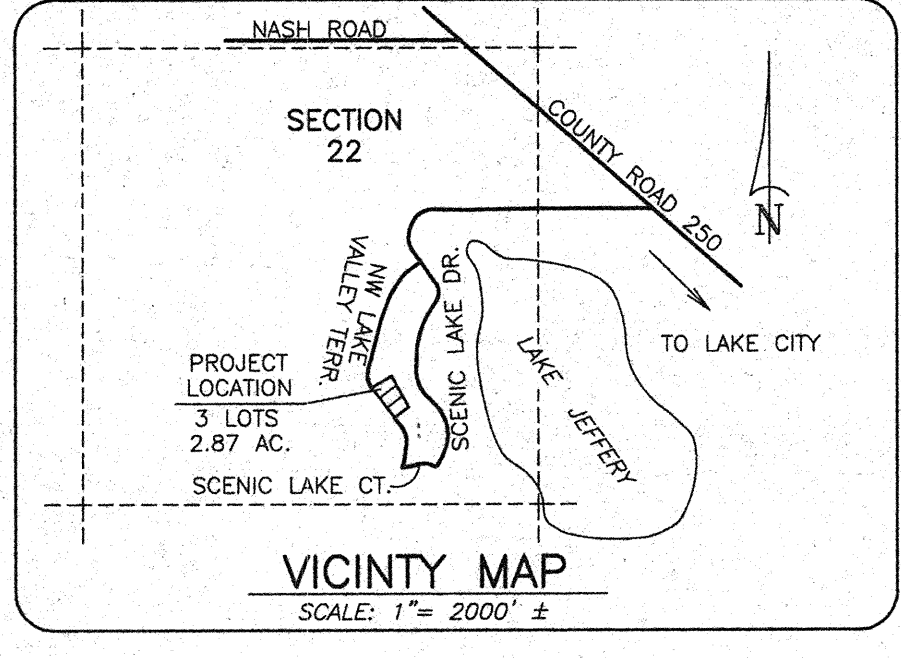 NASH ROAD
SECTION
22
COUNTY ROAD 250
N
NW LAKE
VALLEY TERR.
SCENIC LAKE DR.
TO LAKE CITY
LAKE JEFFERY
PROJECT
LOCATION
3 LOTS
2.87 AC.
SCENIC LAKE CT.
VICINTY MAP
SCALE: 1"= 2000' ±